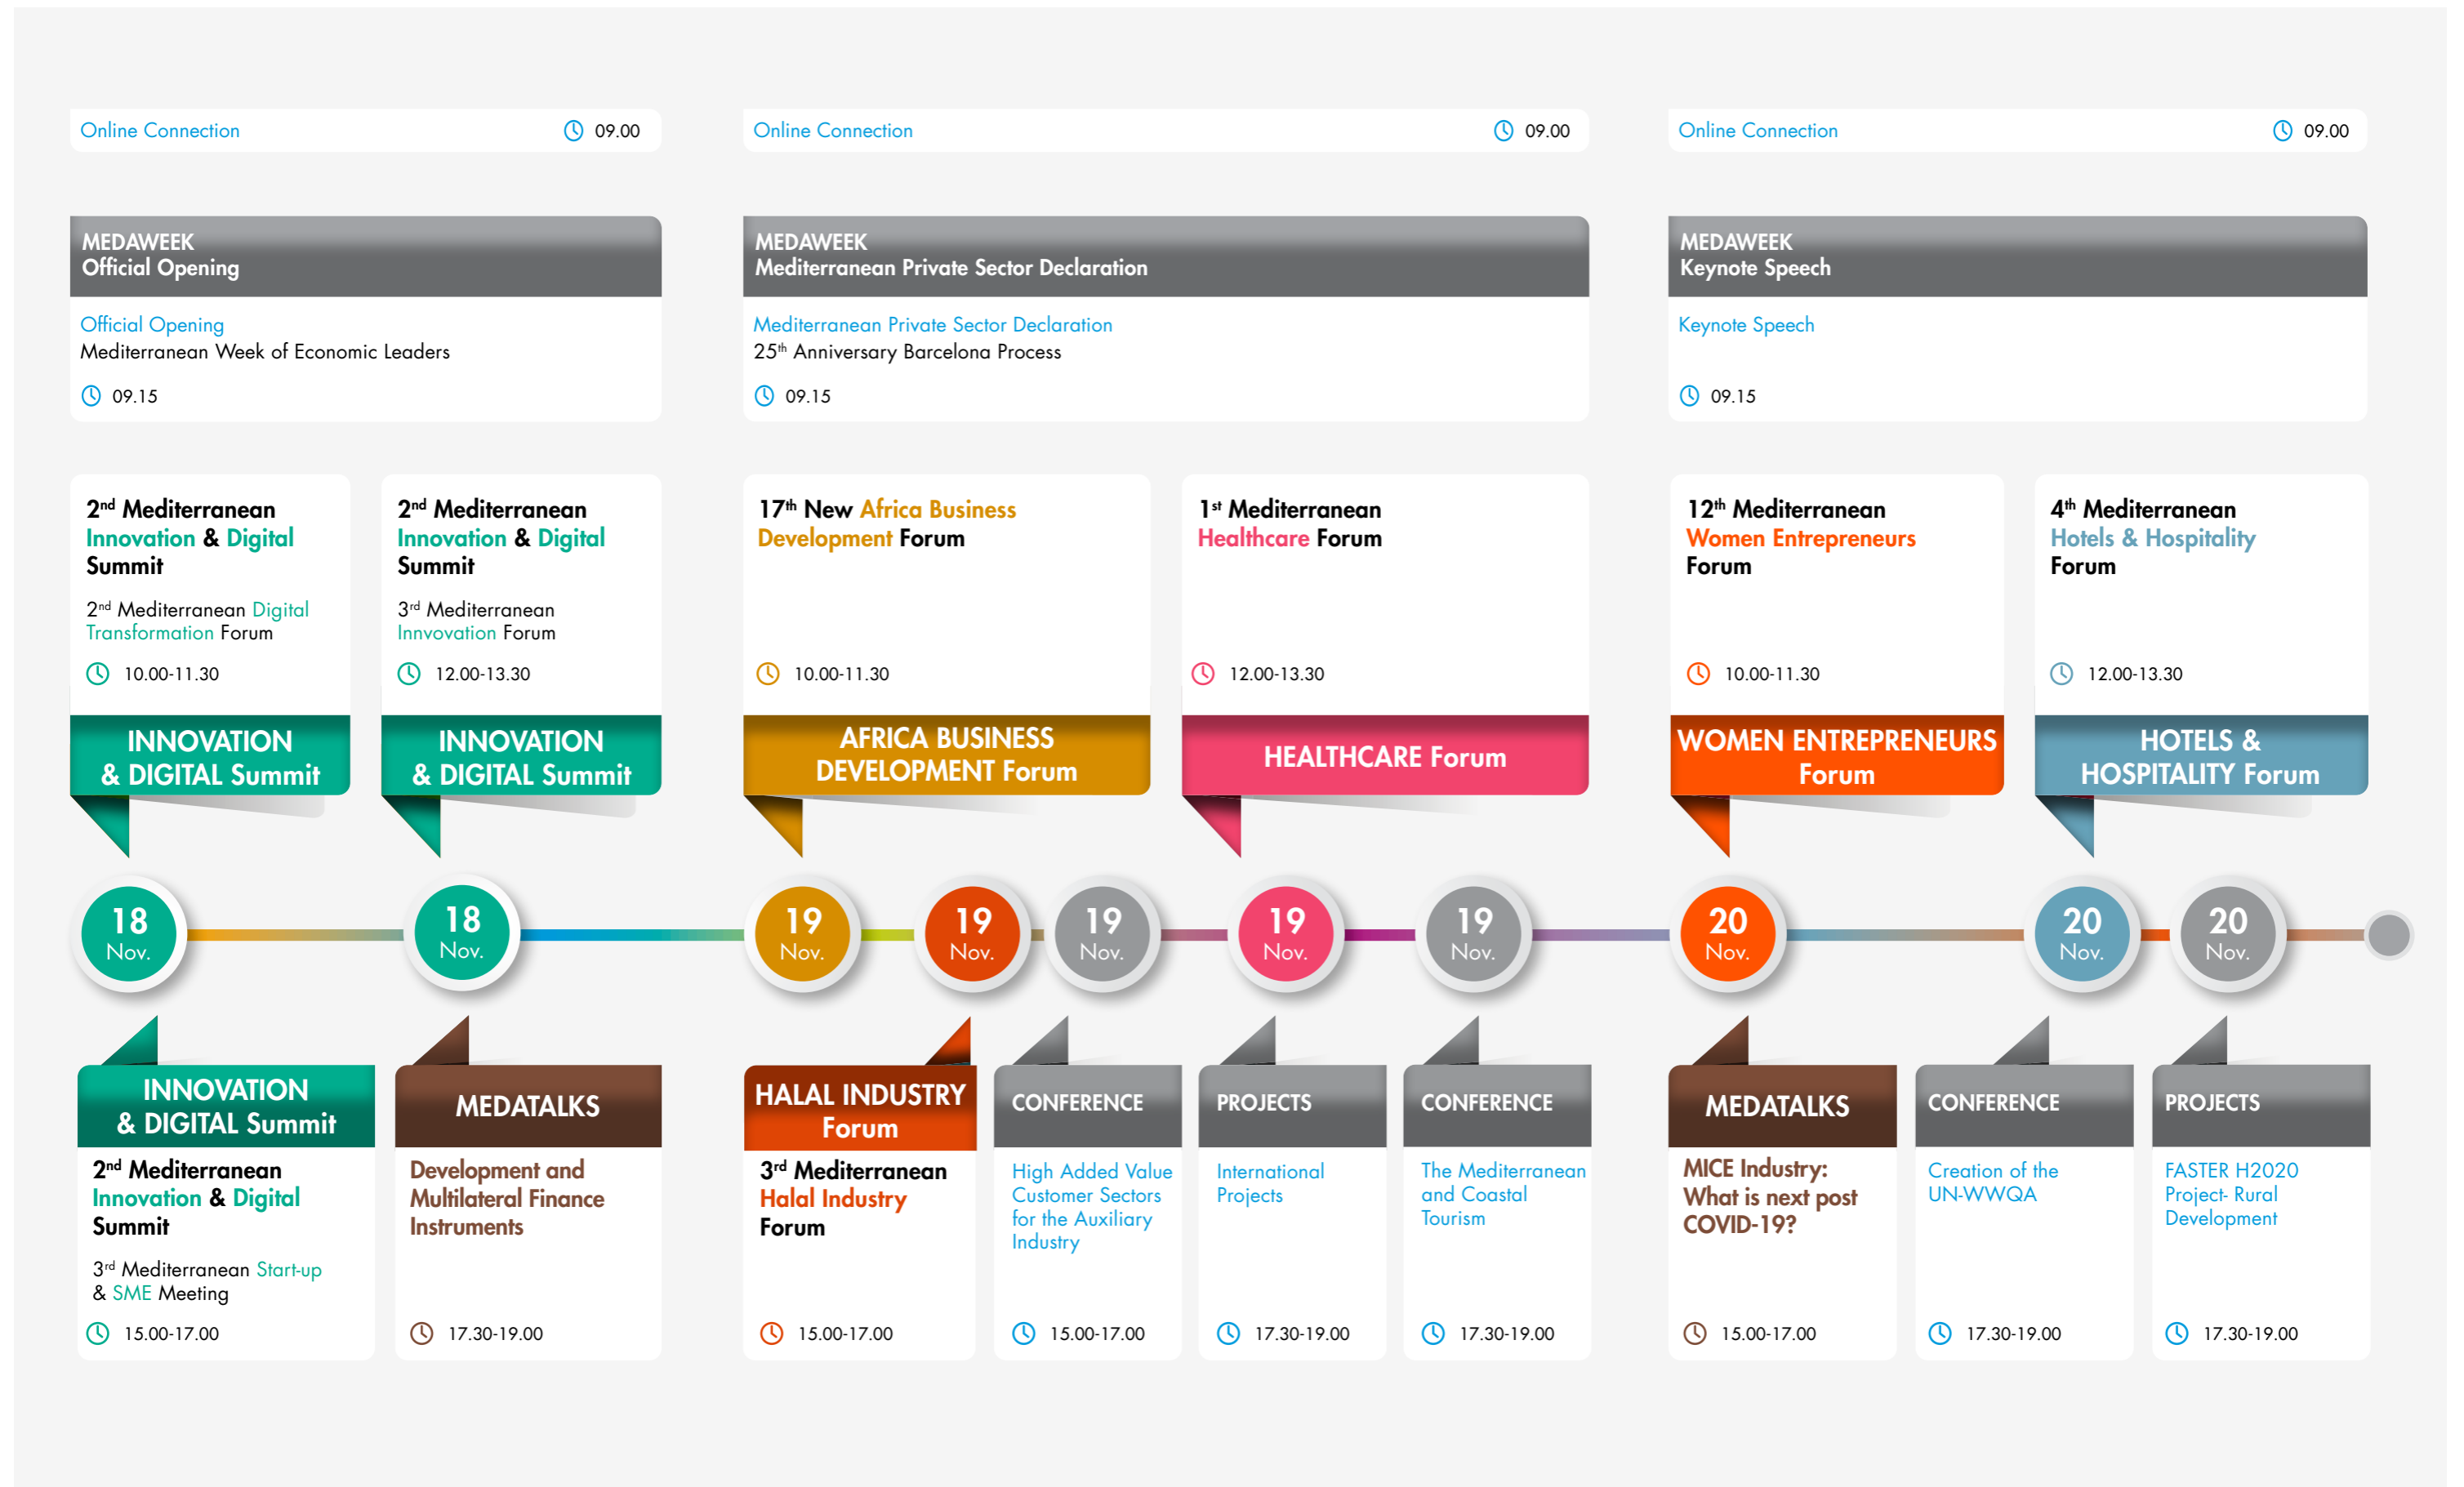 Online Connection 09.00
MEDAWEEK
Official Opening
Official Opening
Mediterranean Week of Economic Leaders
09.15
2nd Mediterranean
Innovation & Digital
Summit
2nd Mediterranean Digital
Transformation Forum
10.00-11.30
INNOVATION
& DIGITAL Summit
2nd Mediterranean
Innovation & Digital
Summit
3rd Mediterranean
Innvovation Forum
12.00-13.30
INNOVATION
& DIGITAL Summit
Online Connection 09.00
MEDAWEEK
Mediterranean Private Sector Declaration
Mediterranean Private Sector Declaration
25th Anniversary Barcelona Process
09.15
17th New Africa Business
Development Forum
10.00-11.30
AFRICA BUSINESS
DEVELOPMENT Forum
1st Mediterranean
Healthcare Forum
12.00-13.30
HEALTHCARE Forum
Online Connection 09.00
MEDAWEEK
Keynote Speech
Keynote Speech
09.15
12th Mediterranean
Women Entrepreneurs
Forum
10.00-11.30
WOMEN ENTREPRENEURS
Forum
4th Mediterranean
Hotels & Hospitality
Forum
12.00-13.30
HOTELS &
HOSPITALITY Forum
18
Nov.
18
Nov.
19
Nov.
19
Nov.
19
Nov.
19
Nov.
19
Nov.
20
Nov.
20
Nov.
20
Nov.
INNOVATION
& DIGITAL Summit
2nd Mediterranean
Innovation & Digital
Summit
3rd Mediterranean Start-up
& SME Meeting
15.00-17.00
MEDATALKS
Development and
Multilateral Finance
Instruments
17.30-19.00
HALAL INDUSTRY
Forum
3rd Mediterranean
Halal Industry
Forum
15.00-17.00
CONFERENCE
High Added Value
Customer Sectors
for the Auxiliary
Industry
15.00-17.00
PROJECTS
International
Projects
17.30-19.00
CONFERENCE
The Mediterranean
and Coastal
Tourism
17.30-19.00
MEDATALKS
MICE Industry:
What is next post
COVID-19?
15.00-17.00
CONFERENCE
Creation of the
UN-WWQA
17.30-19.00
PROJECTS
FASTER H2020
Project- Rural
Development
17.30-19.00